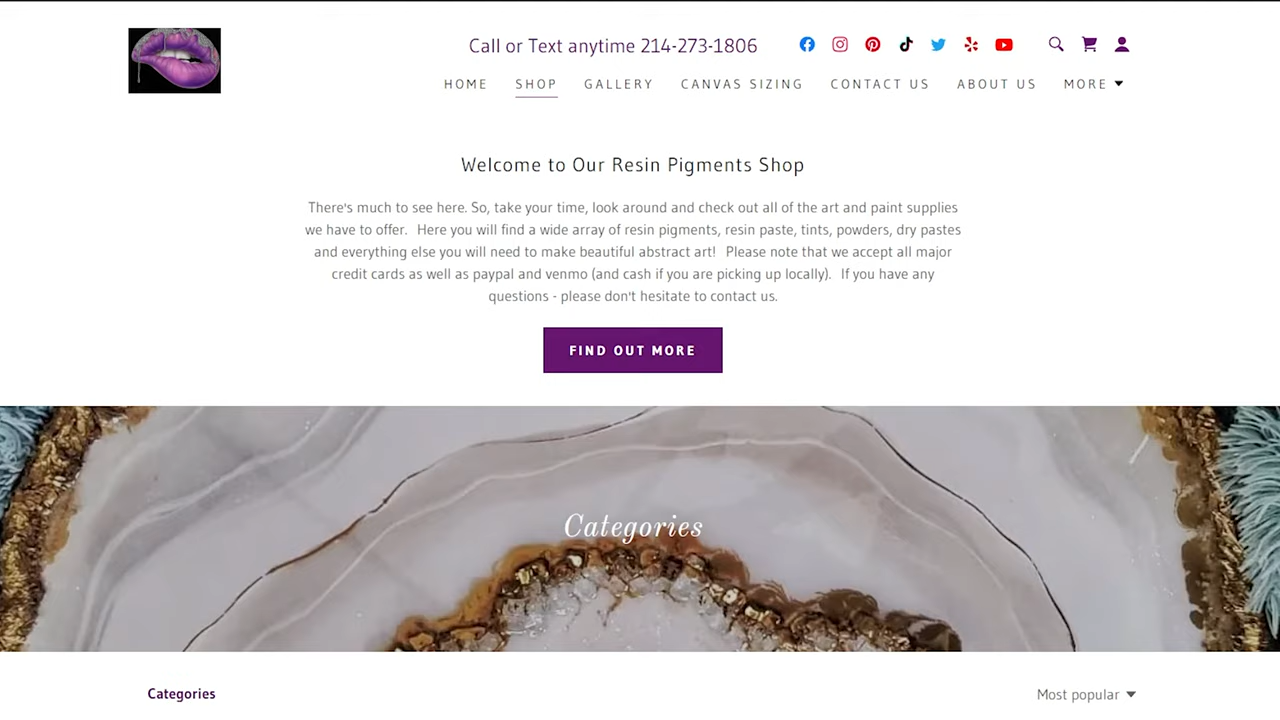 Call or Text anytime 214-273-1806
HOME SHOP GALLERY CANVAS SIZING CONTACT US ABOUT US MORE
Welcome to Our Resin Pigments Shop
There's much to see here. So, take your time, look around and check out all of the art and paint supplies
we have to offer. Here you will find a wide array of resin pigments, resin paste, tints, powders, dry pastes
and everything else you will need to make beautiful abstract art! Please note that we accept all major
credit cards as well as paypal and venmo (and cash if you are picking up locally). If you have any
questions - please don't hesitate to contact us.
FIND OUT MORE
Categories
Categories
Most popular